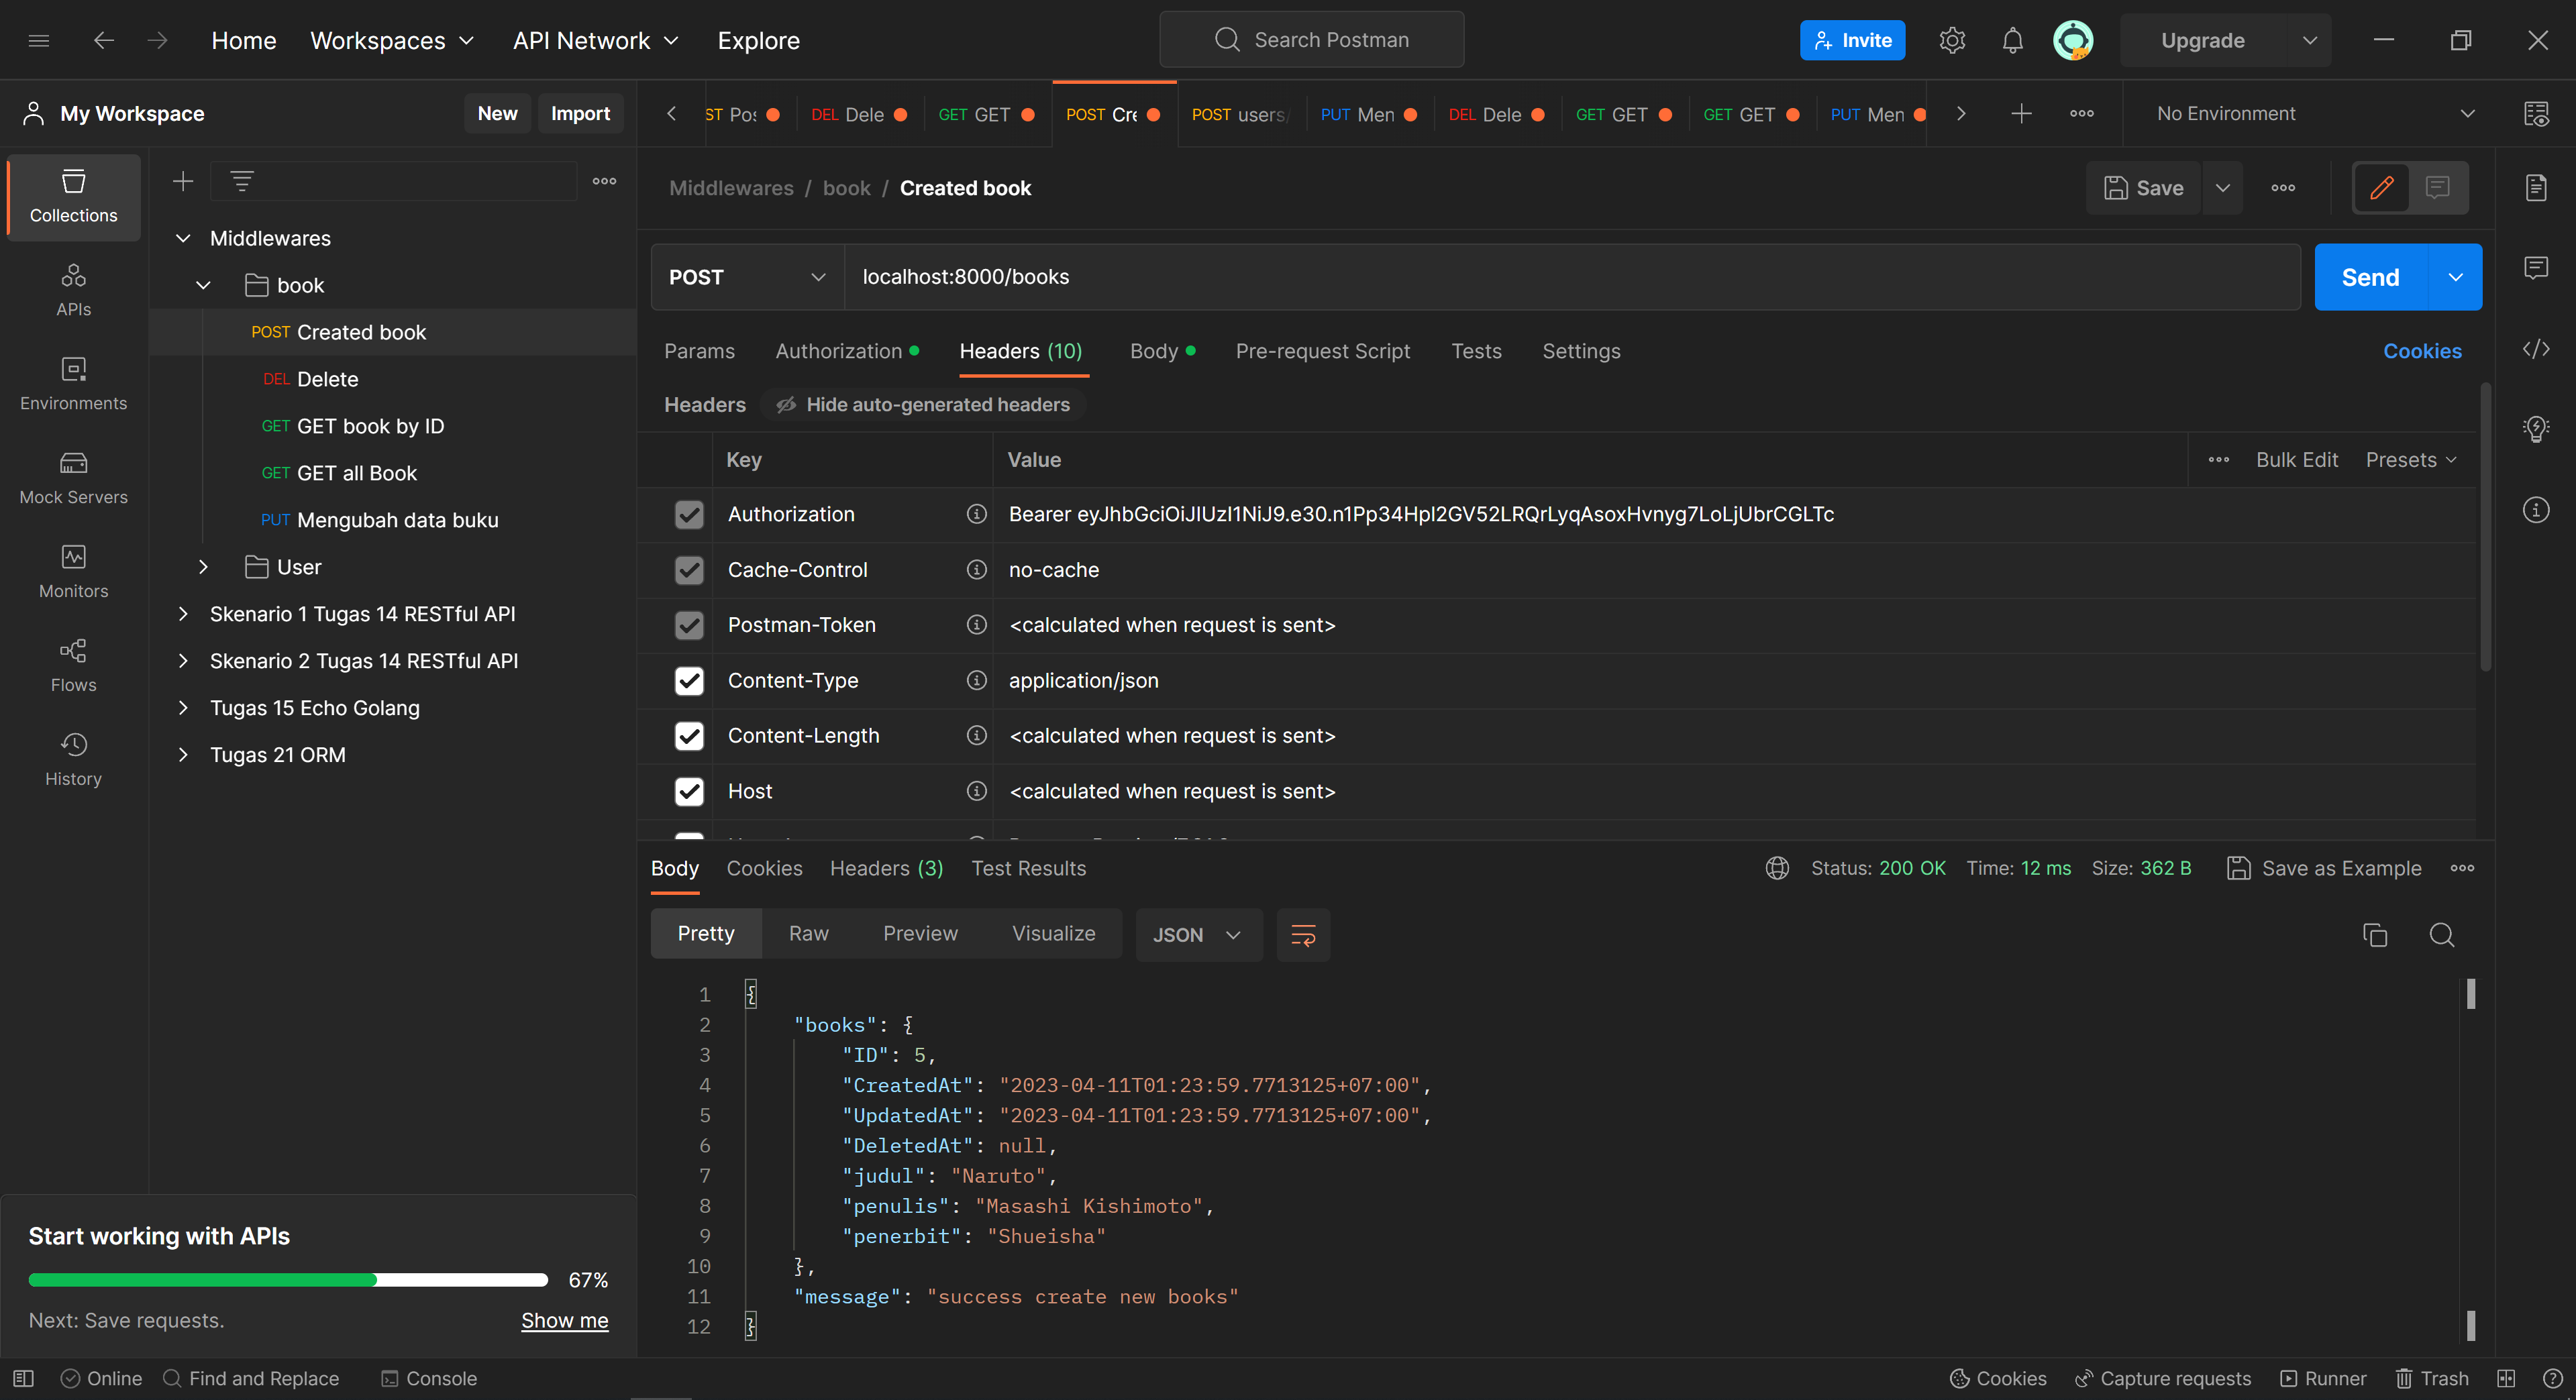 Home Workspaces API Network Explore Search Postman Invite Upgrade
My Workspace New Import
ST Pos DEL Dele GET GET POST Cre POST users/ PUT Men DEL Dele GET GET GET GET PUT Men No Environment
Collections
APIs
Environments
Mock Servers
Monitors
Flows
History
Middlewares
book
POST Created book
DEL Delete
GET GET book by ID
GET GET all Book
PUT Mengubah data buku
User
Skenario 1 Tugas 14 RESTful API
Skenario 2 Tugas 14 RESTful API
Tugas 15 Echo Golang
Tugas 21 ORM
Start working with APIs
67%
Next: Save requests. Show me
Middlewares / book / Created book Save
POST localhost:8000/books Send
Params Authorization Headers (10) Body Pre-request Script Tests Settings Cookies
Headers Hide auto-generated headers
Key Value Bulk Edit Presets
Authorization Bearer eyJhbGciOiJIUzI1NiJ9.e30.n1Pp34HpI2GV52LRQrLyqAsoxHvnyg7LoLjUbrCGLTc
Cache-Control no-cache
Postman-Token <calculated when request is sent>
Content-Type application/json
Content-Length <calculated when request is sent>
Host <calculated when request is sent>
Body Cookies Headers (3) Test Results Status: 200 OK Time: 12 ms Size: 362 B Save as Example
Pretty Raw Preview Visualize JSON
1 {
2 "books": {
3 "ID": 5,
4 "CreatedAt": "2023-04-11T01:23:59.7713125+07:00",
5 "UpdatedAt": "2023-04-11T01:23:59.7713125+07:00",
6 "DeletedAt": null,
7 "judul": "Naruto",
8 "penulis": "Masashi Kishimoto",
9 "penerbit": "Shueisha"
10 },
11 "message": "success create new books"
12 }
Online Find and Replace Console Cookies Capture requests Runner Trash